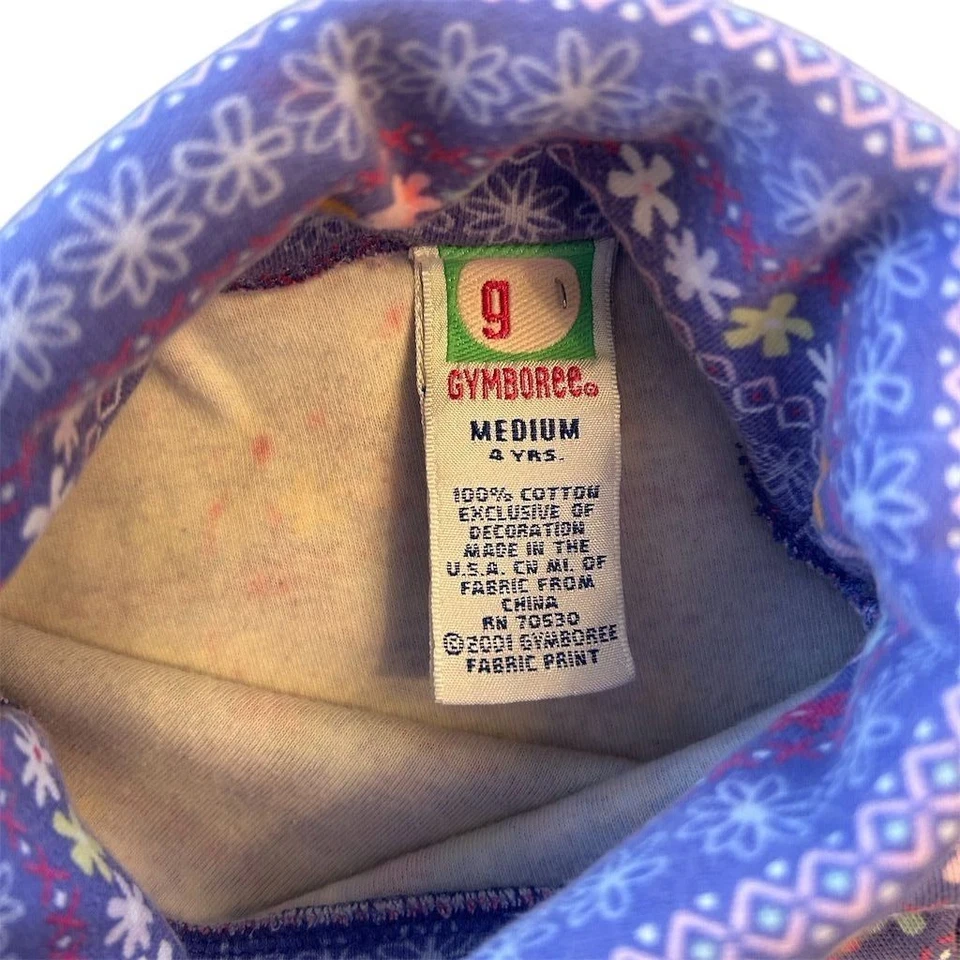 g
GYMBOREE®
MEDIUM
4 YRS.
100% COTTON
EXCLUSIVE OF
DECORATION
MADE IN THE
U.S.A. CN MI. OF
FABRIC FROM
CHINA
RN 70530
©2001 GYMBOREE
FABRIC PRINT